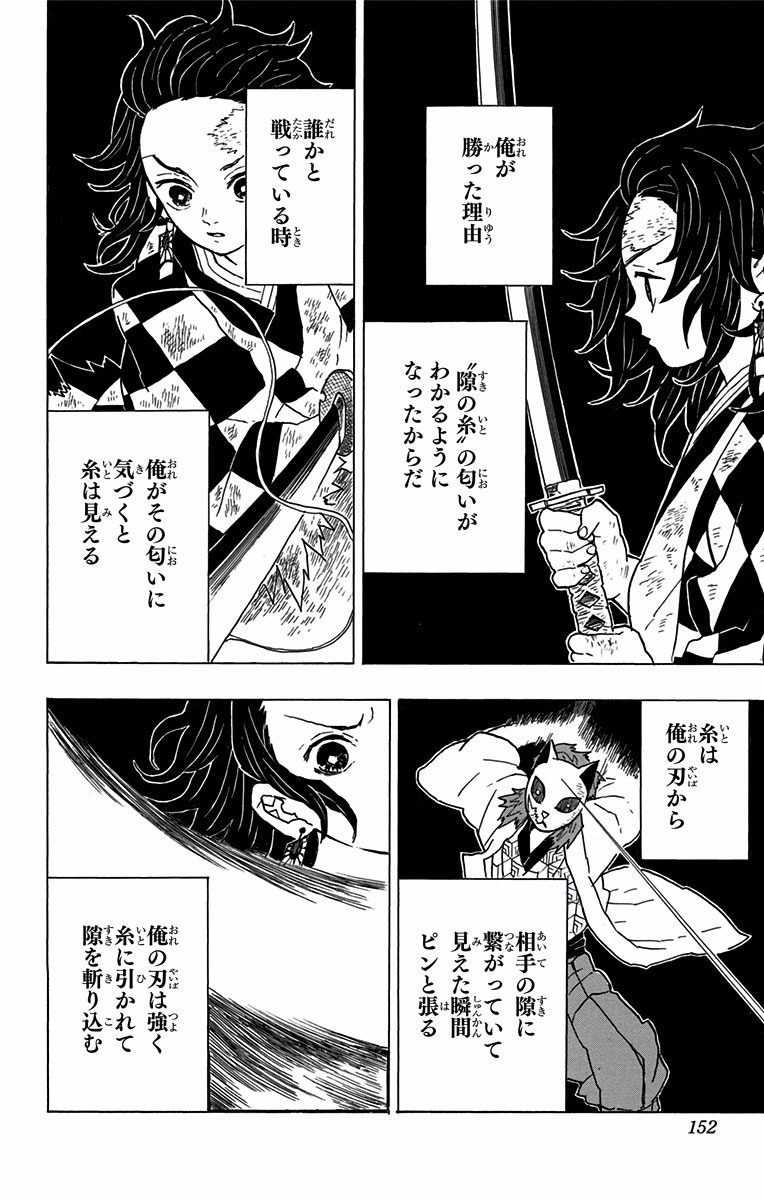 俺が
勝った理由
〝隙の糸〟の匂いが
わかるように
なったからだ
誰かと
戦っている時
俺がその匂いに
気づくと
糸は見える
糸は
俺の刃から
相手の隙に
繋がっていて
見えた瞬間
ピンと張る
俺の刃は強く
糸に引かれて
隙を斬り込む
152